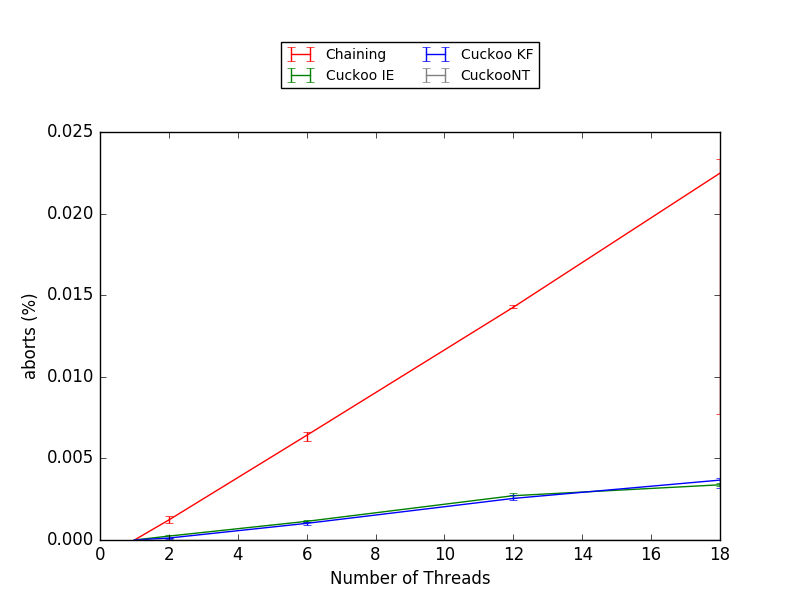 Chaining
Cuckoo IE
Cuckoo KF
CuckooNT
0.025
0.020
0.015
0.010
0.005
0.000
aborts (%)
0 2 4 6 8 10 12 14 16 18
Number of Threads